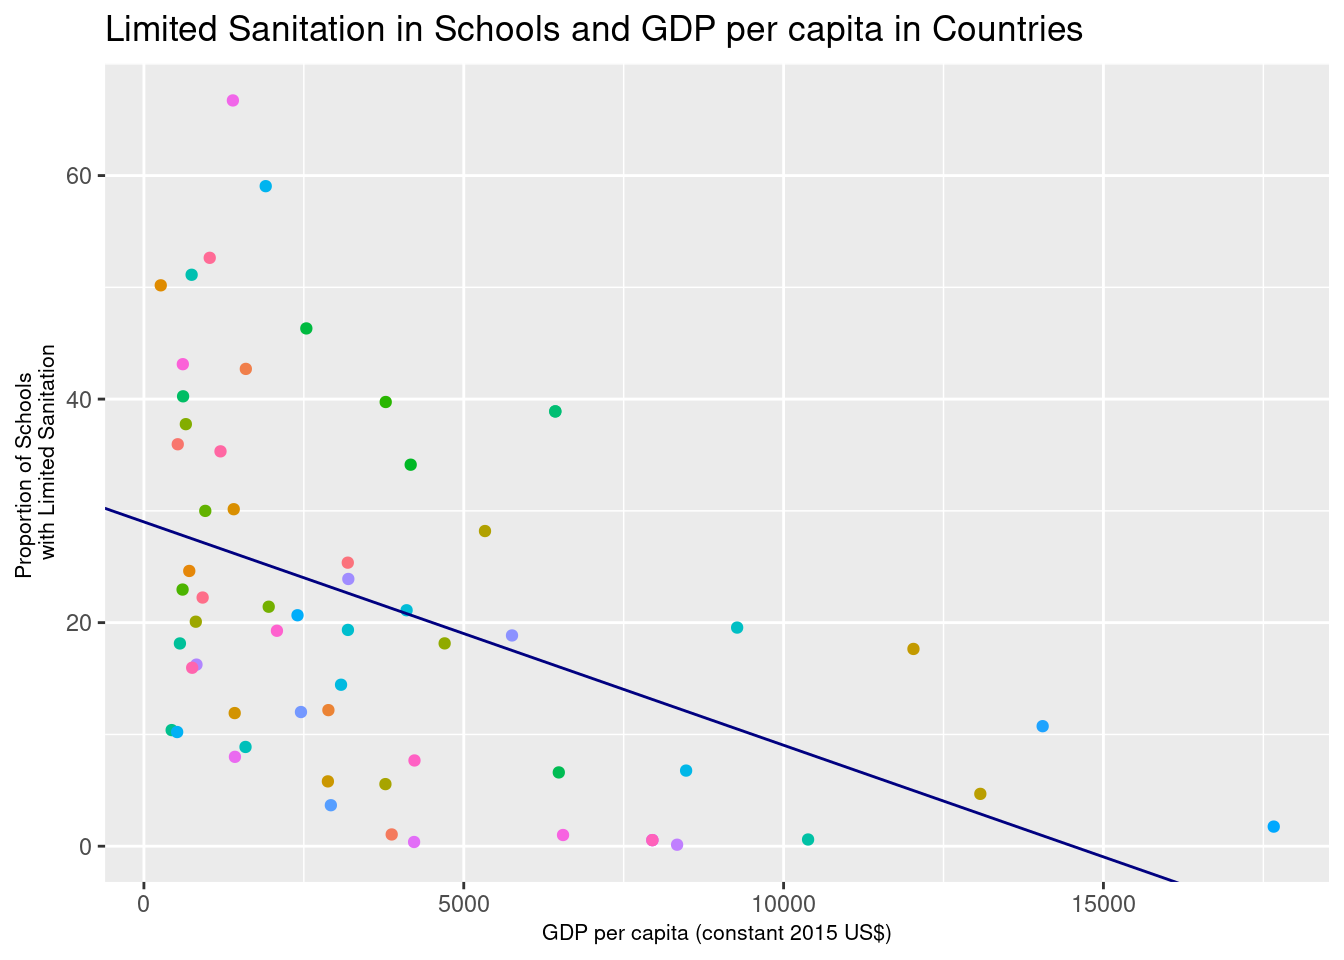 Limited Sanitation in Schools and GDP per capita in Countries
Proportion of Schools
with Limited Sanitation
60
40
20
0
0
5000
10000
15000
GDP per capita (constant 2015 US$)